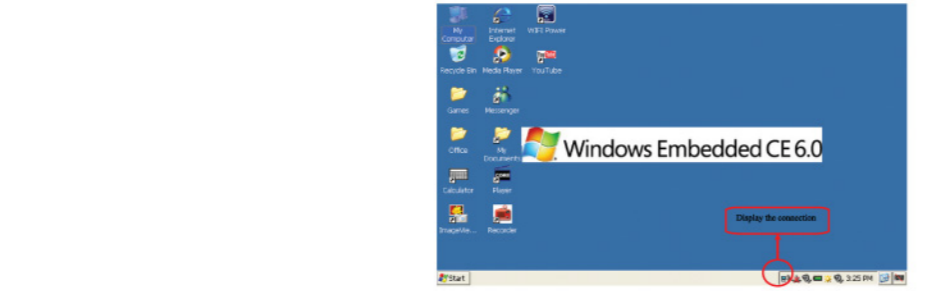 My Computer
Internet Explorer
WIFI Power
Recycle Bin
Media Player
YouTube
Games
Messenger
Office
My Documents
Windows Embedded CE 6.0
Calculator
Player
ImageVie...
Recorder
Display the connection
Start
3:25 PM